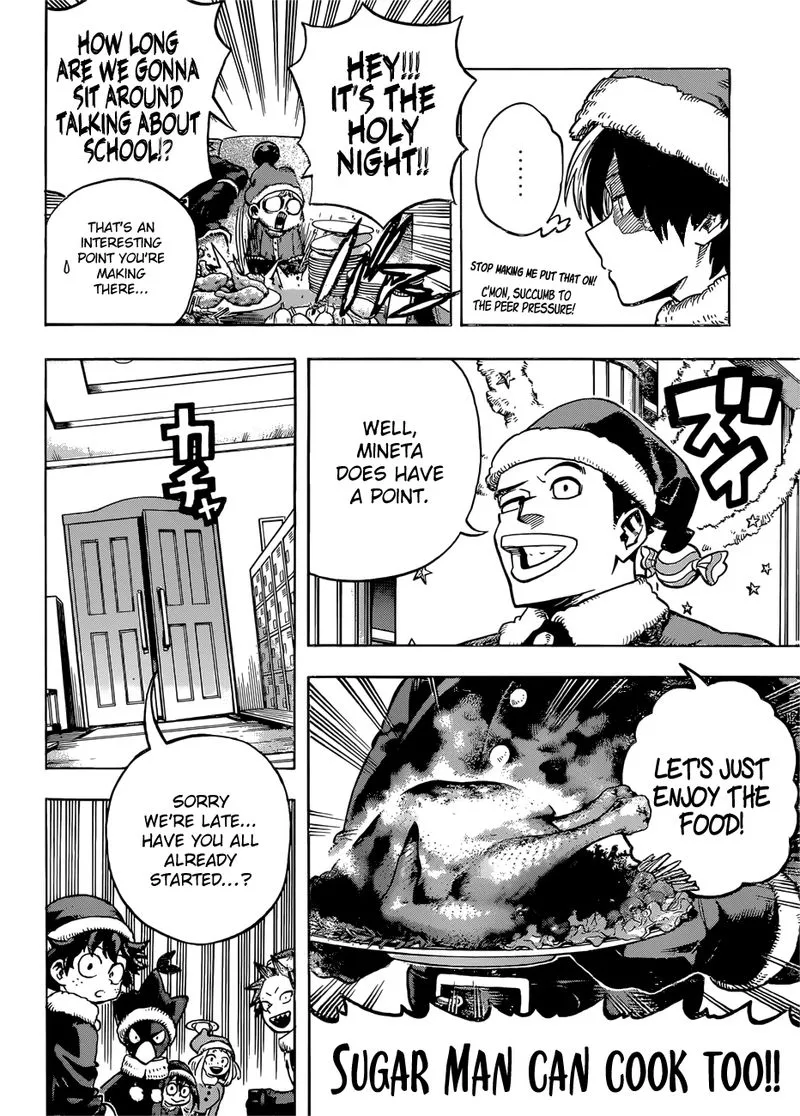 . . . . . .
STOP MAKING ME PUT THAT ON!
C'MON, SUCCUMB TO
THE PEER PRESSURE!
HEY!!!
IT'S THE
HOLY
NIGHT!!
HOW LONG
ARE WE GONNA
SIT AROUND
TALKING ABOUT
SCHOOL!?
THAT'S AN
INTERESTING
POINT YOU'RE
MAKING
THERE...
ズイ
WELL,
MINETA
DOES HAVE
A POINT.
LET'S JUST
ENJOY THE
FOOD!
SUGAR MAN CAN COOK TOO!!
ガチャ
SORRY
WE'RE LATE...
HAVE YOU ALL
ALREADY
STARTED...?